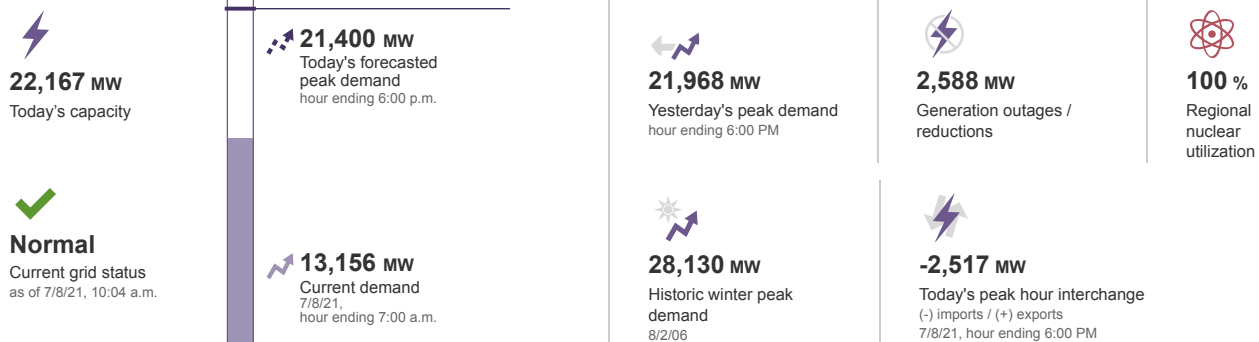 22,167 MW
Today's capacity
Normal
Current grid status
as of 7/8/21, 10:04 a.m.
21,400 MW
Today's forecasted
peak demand
hour ending 6:00 p.m.
13,156 MW
Current demand
7/8/21,
hour ending 7:00 a.m.
21,968 MW
Yesterday's peak demand
hour ending 6:00 PM
2,588 MW
Generation outages /
reductions
100 %
Regional
nuclear
utilization
28,130 MW
Historic winter peak
demand
8/2/06
-2,517 MW
Today's peak hour interchange
(-) imports / (+) exports
7/8/21, hour ending 6:00 PM